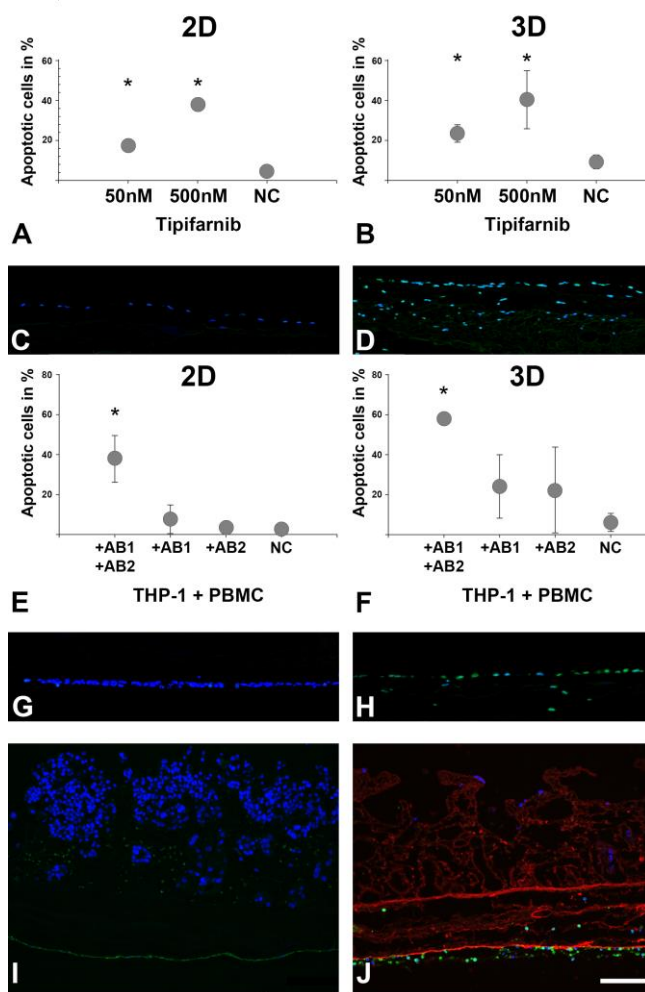 2D
3D
Apoptotic cells in %
60
40
20
50nM 500nM NC
Tipifarnib
A
Apoptotic cells in %
60
40
20
50nM 500nM NC
Tipifarnib
B
C
D
2D
3D
Apoptotic cells in %
80
60
40
20
+AB1 +AB1 +AB2 NC
+AB2
THP-1 + PBMC
E
Apoptotic cells in %
80
60
40
20
+AB1 +AB1 +AB2 NC
+AB2
THP-1 + PBMC
F
G
H
I
J